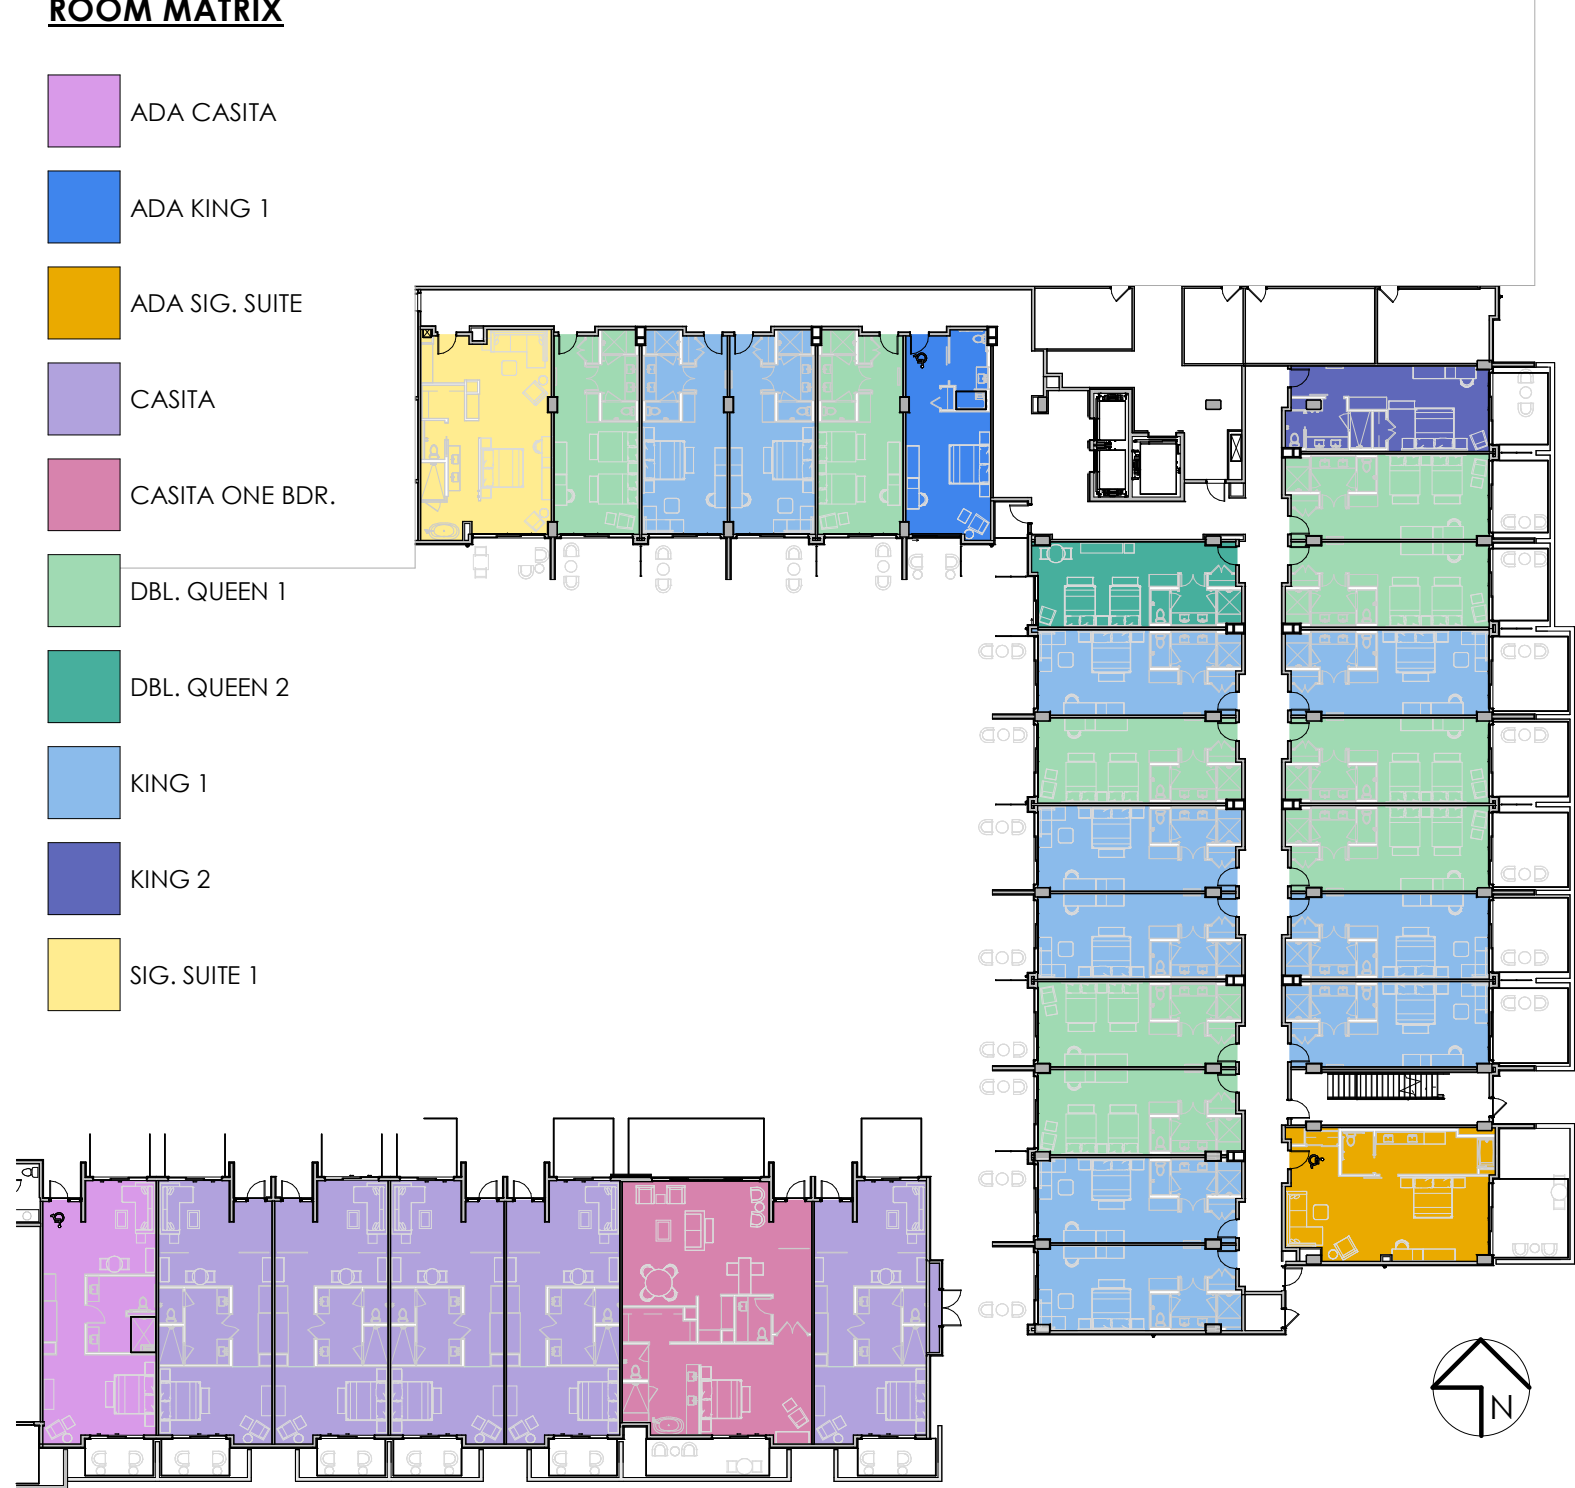 ROOM MATRIX
ADA CASITA
ADA KING 1
ADA SIG. SUITE
CASITA
CASITA ONE BDR.
DBL. QUEEN 1
DBL. QUEEN 2
KING 1
KING 2
SIG. SUITE 1
N